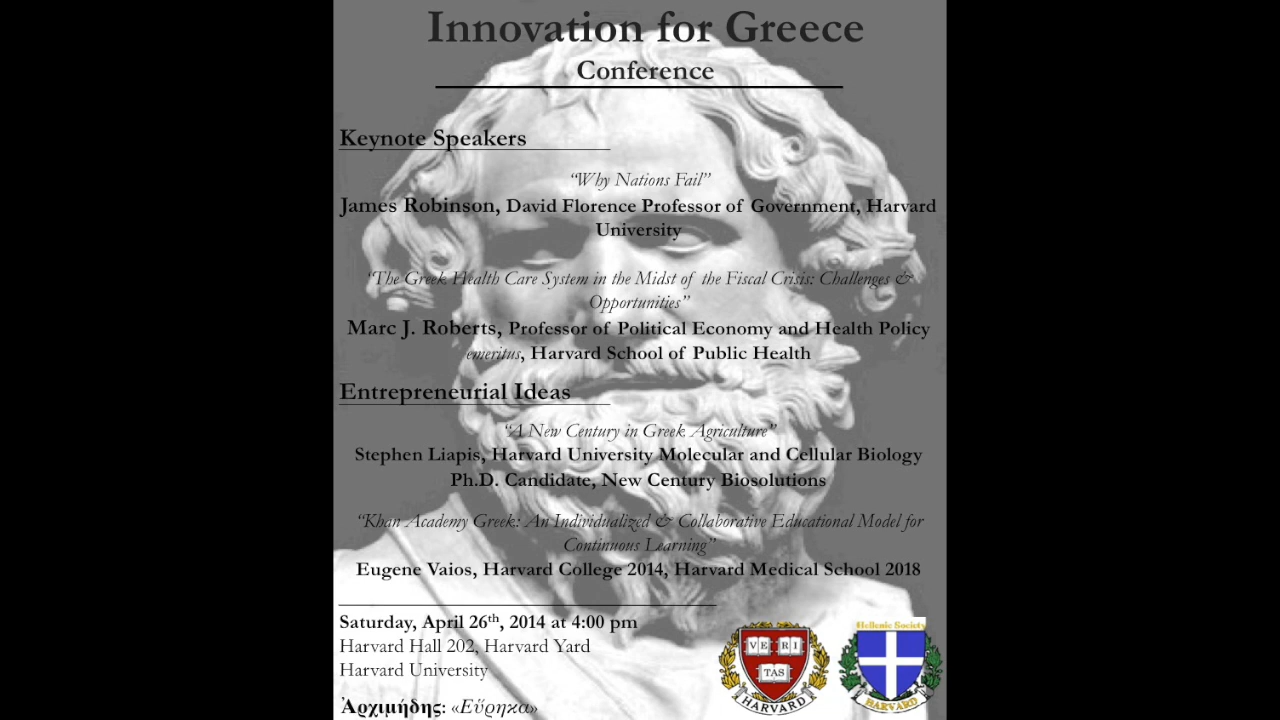 Innovation for Greece
Conference
Keynote Speakers
“Why Nations Fail”
James Robinson, David Florence Professor of Government, Harvard
University
“The Greek Health Care System in the Midst of the Fiscal Crisis: Challenges &
Opportunities”
Marc J. Roberts, Professor of Political Economy and Health Policy
emeritus, Harvard School of Public Health
Entrepreneurial Ideas
“A New Century in Greek Agriculture”
Stephen Liapis, Harvard University Molecular and Cellular Biology
Ph.D. Candidate, New Century Biosolutions
“Khan Academy Greek: An Individualized & Collaborative Educational Model for
Continuous Learning”
Eugene Vaios, Harvard College 2014, Harvard Medical School 2018
Saturday, April 26th, 2014 at 4:00 pm
Harvard Hall 202, Harvard Yard
Harvard University
Ἀρχιμήδης: «Εὕρηκα»
VE RI
TAS
HARVARD
Hellenic Society
HARVARD